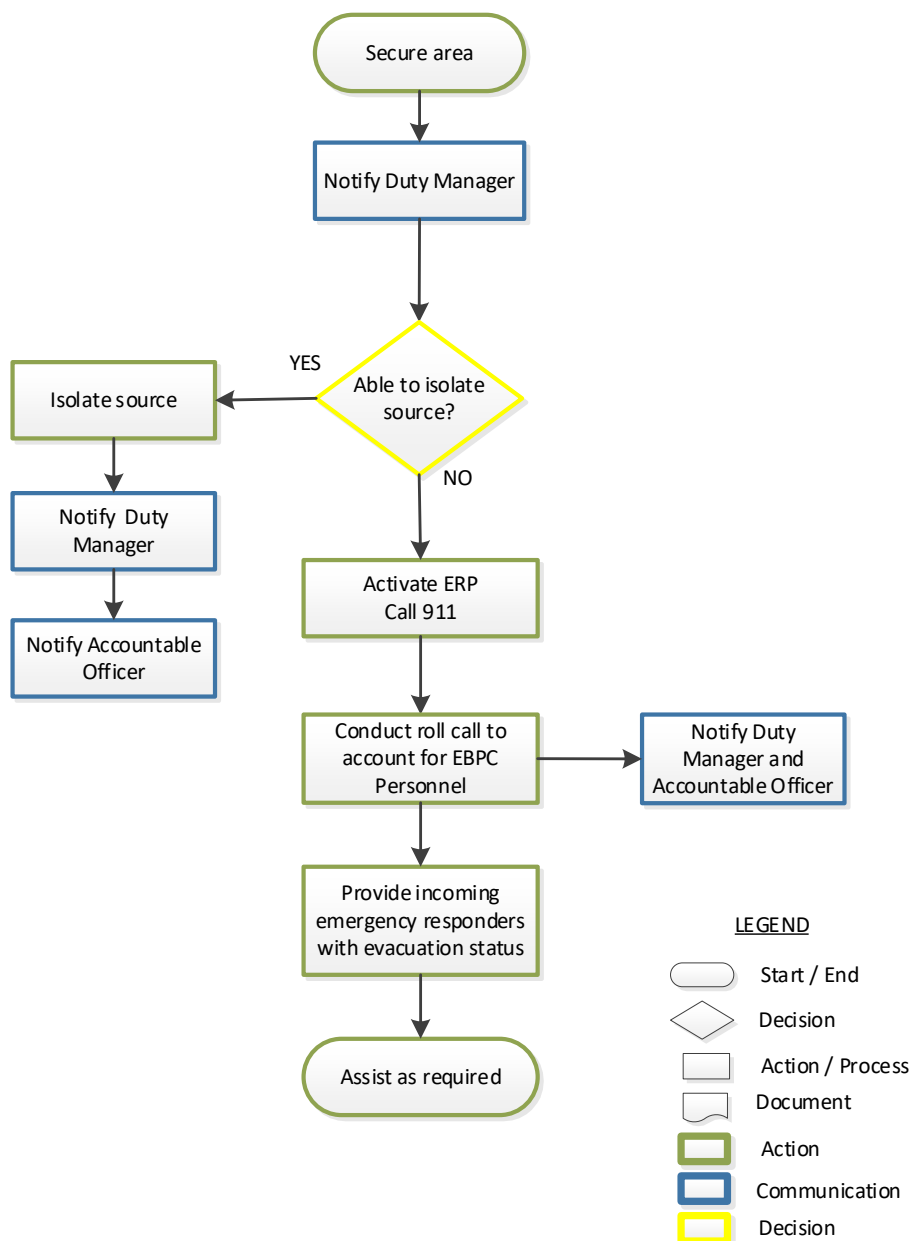 Secure area
Notify Duty Manager
YES
Able to isolate
source?
Isolate source
NO
Notify Duty
Manager
Activate ERP
Call 911
Notify Accountable
Officer
Conduct roll call to
account for EBPC
Personnel
Notify Duty
Manager and
Accountable Officer
Provide incoming
emergency responders
with evacuation status
Assist as required
LEGEND
Start / End
Decision
Action / Process
Document
Action
Communication
Decision